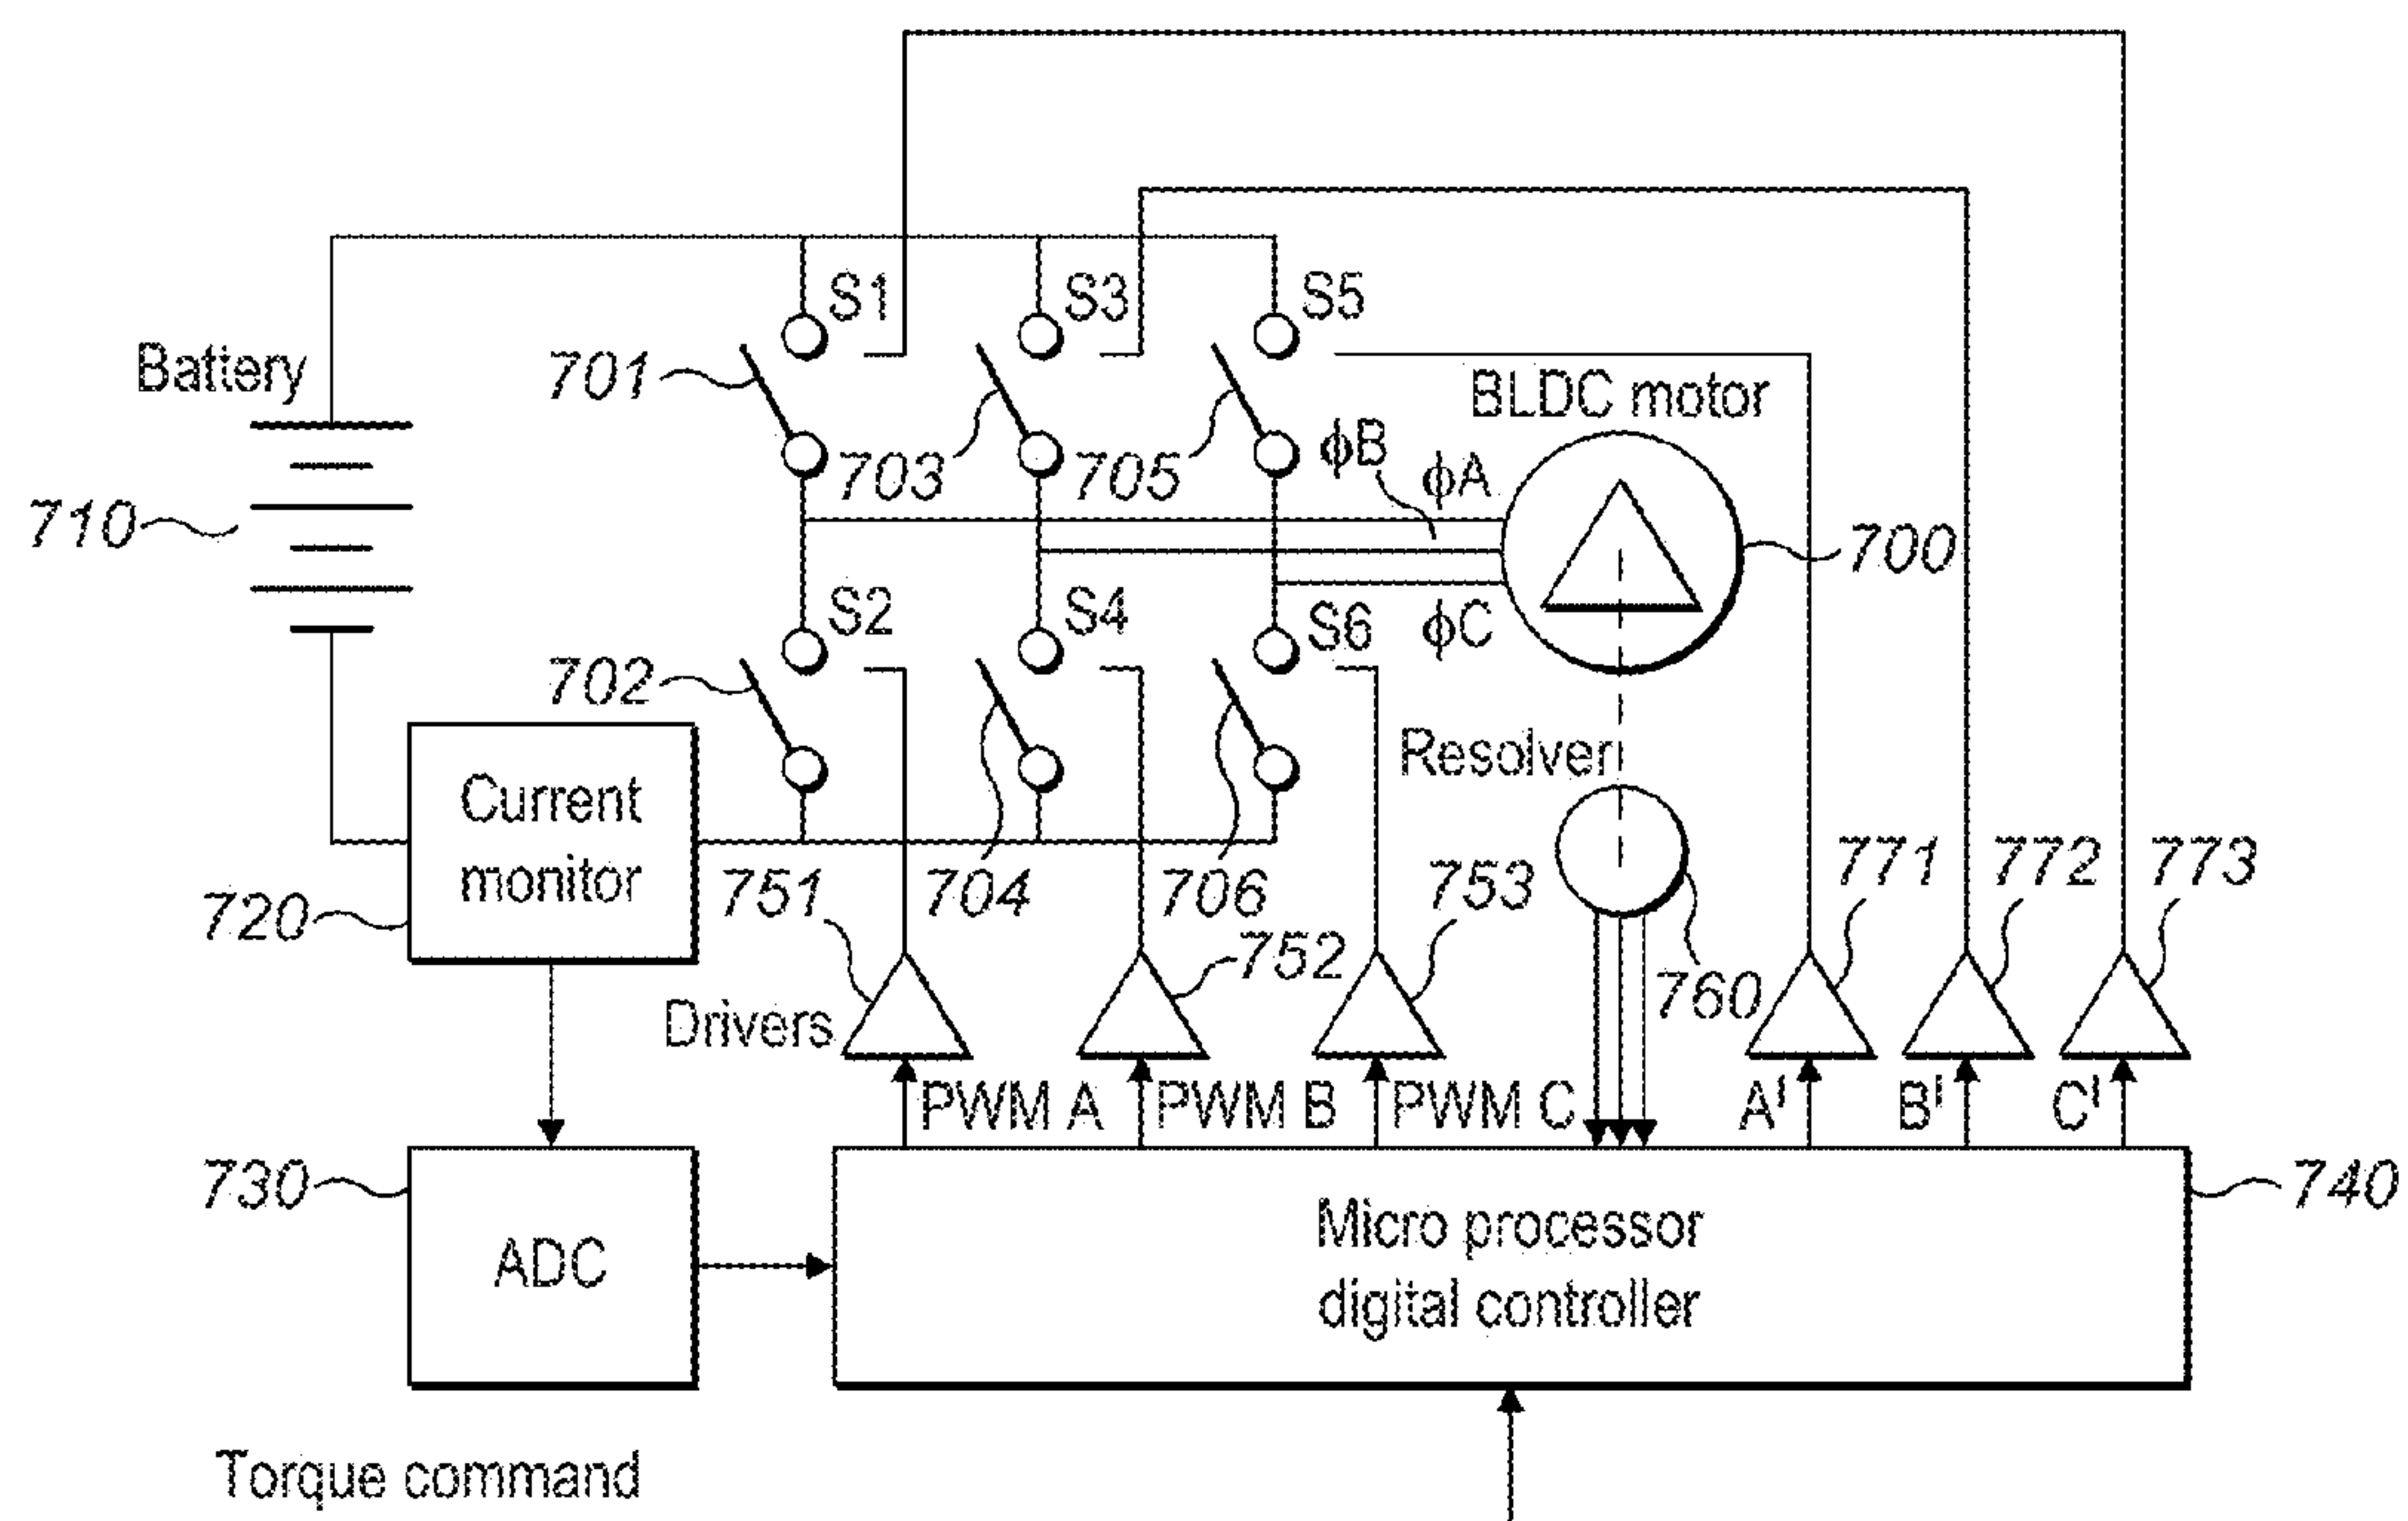 S1
S3
S5
Battery
701
BLDC motor
703
705
ϕB
ϕA
710
700
S2
S4
S6
ϕC
702
Resolver
Current
monitor
720
751
704
706
753
771
772
773
752
760
Drivers
PWM A
PWM B
PWM C
A'
B'
C'
730
740
ADC
Micro processor
digital controller
Torque command